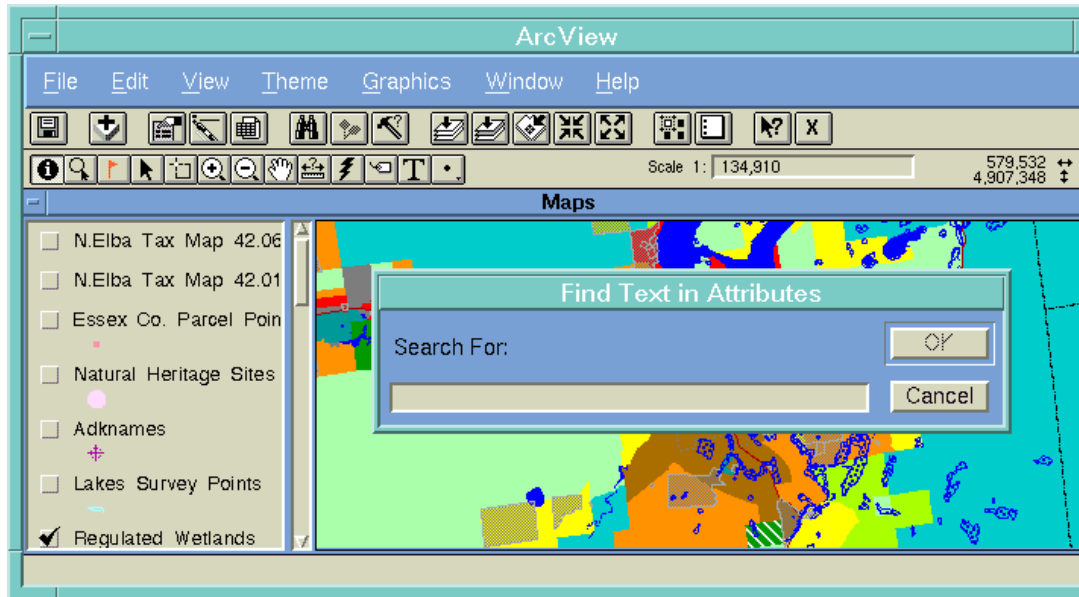 ArcView
File Edit View Theme Graphics Window Help
Scale 1: 134,910 579,532
4,907,348
Maps
N.Elba Tax Map 42.06
N.Elba Tax Map 42.01
Essex Co. Parcel Poin
Natural Heritage Sites
Adknames
Lakes Survey Points
Regulated Wetlands
Find Text in Attributes
Search For:
OK
Cancel